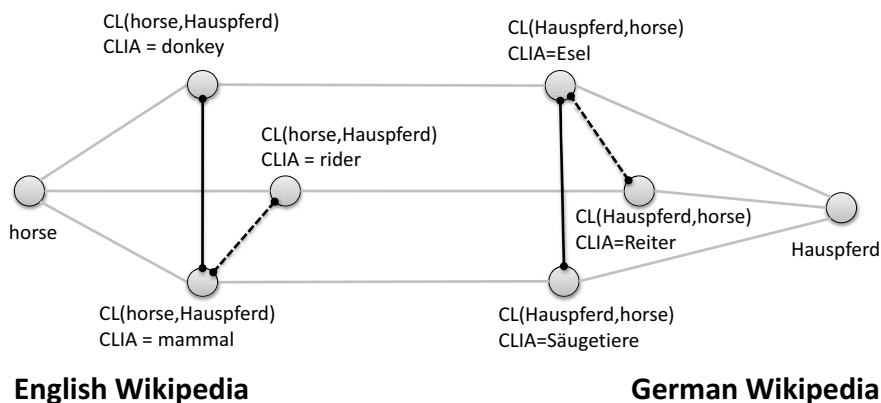 CL(horse,Hauspferd)
CLIA = donkey
CL(Hauspferd,horse)
CLIA=Esel
CL(horse,Hauspferd)
CLIA = rider
horse
CL(Hauspferd,horse)
CLIA=Reiter
Hauspferd
CL(horse,Hauspferd)
CLIA = mammal
CL(Hauspferd,horse)
CLIA=Säugetiere
English Wikipedia
German Wikipedia